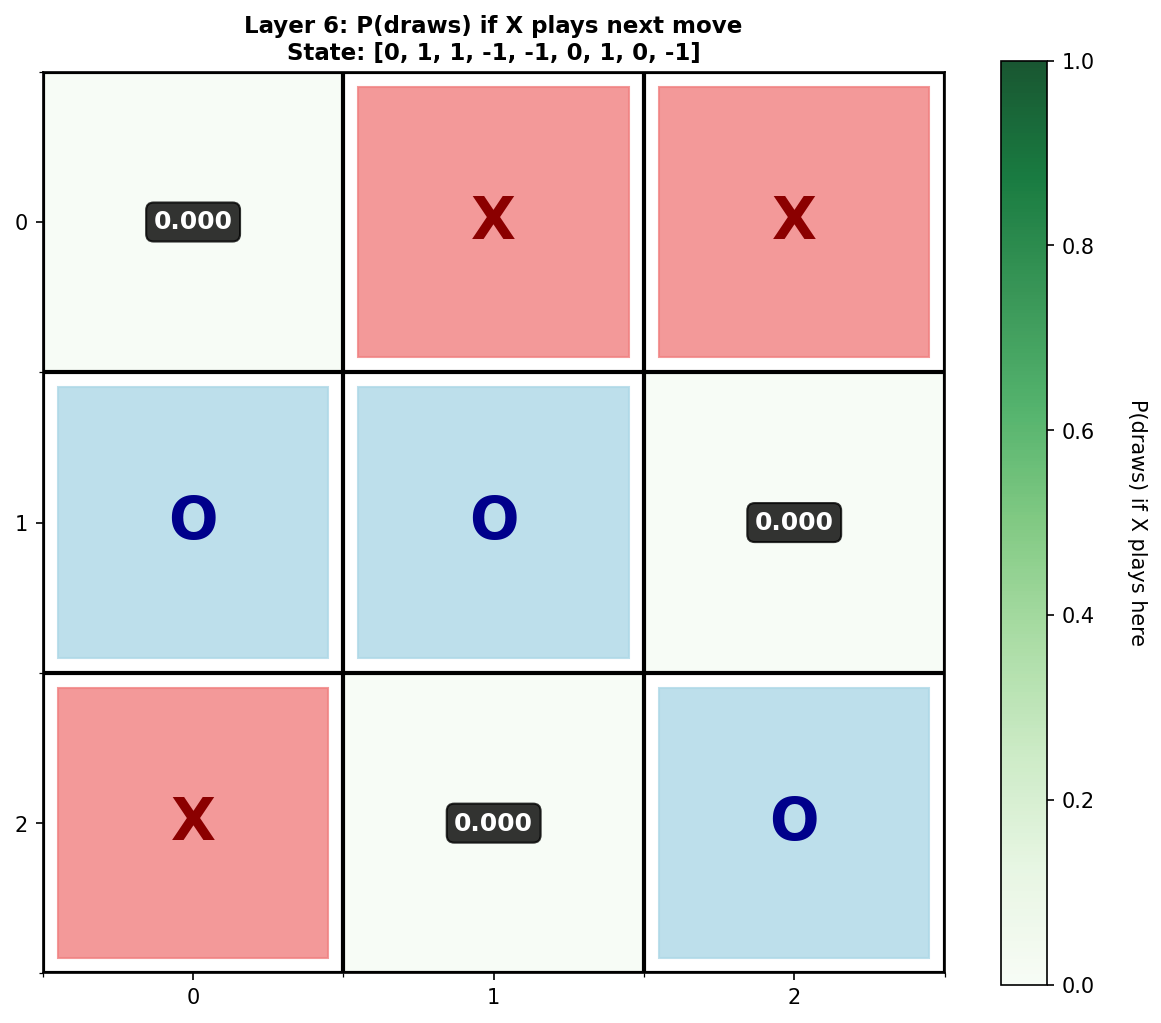 Layer 6: P(draws) if X plays next move
State: [0, 1, 1, -1, -1, 0, 1, 0, -1]
0
0.000
X
X
1
O
O
0.000
2
X
0.000
O
0
1
2
1.0
0.8
0.6
0.4
0.2
0.0
P(draws) if X plays here